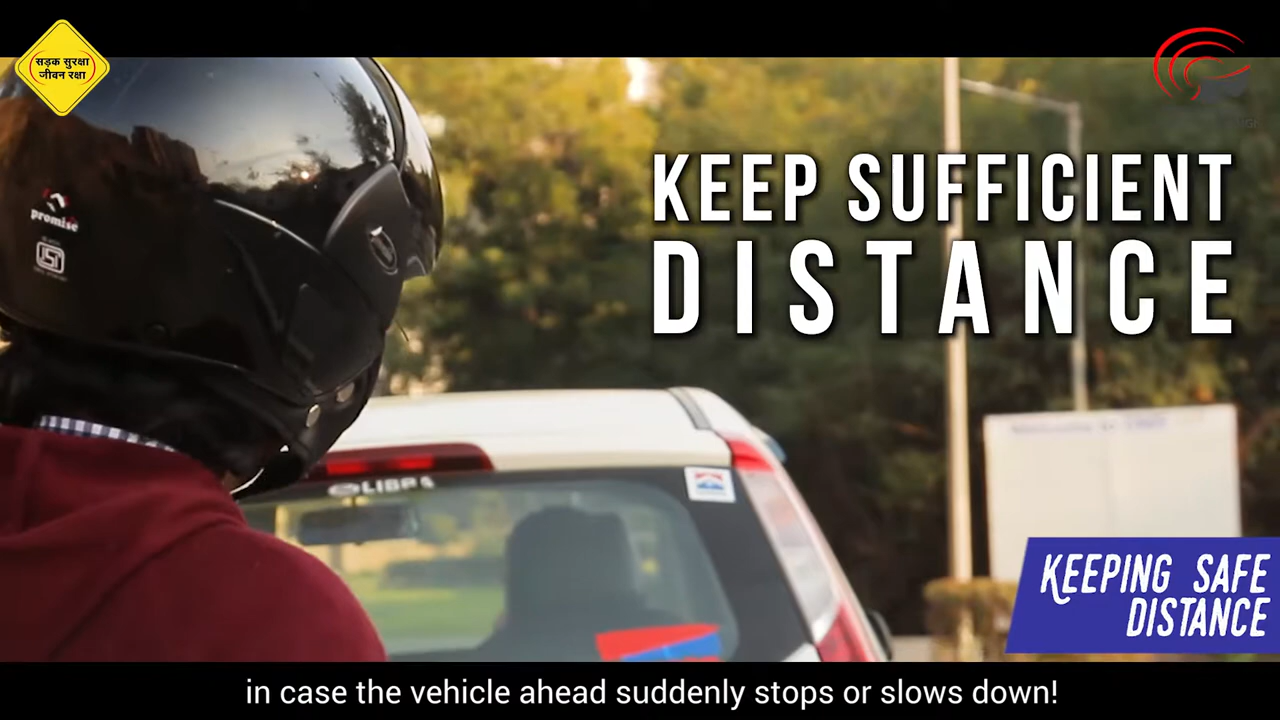 सड़क सुरक्षा
जीवन रक्षा
promise
ISI
KEEP SUFFICIENT
DISTANCE
KEEPING SAFE
DISTANCE
in case the vehicle ahead suddenly stops or slows down!